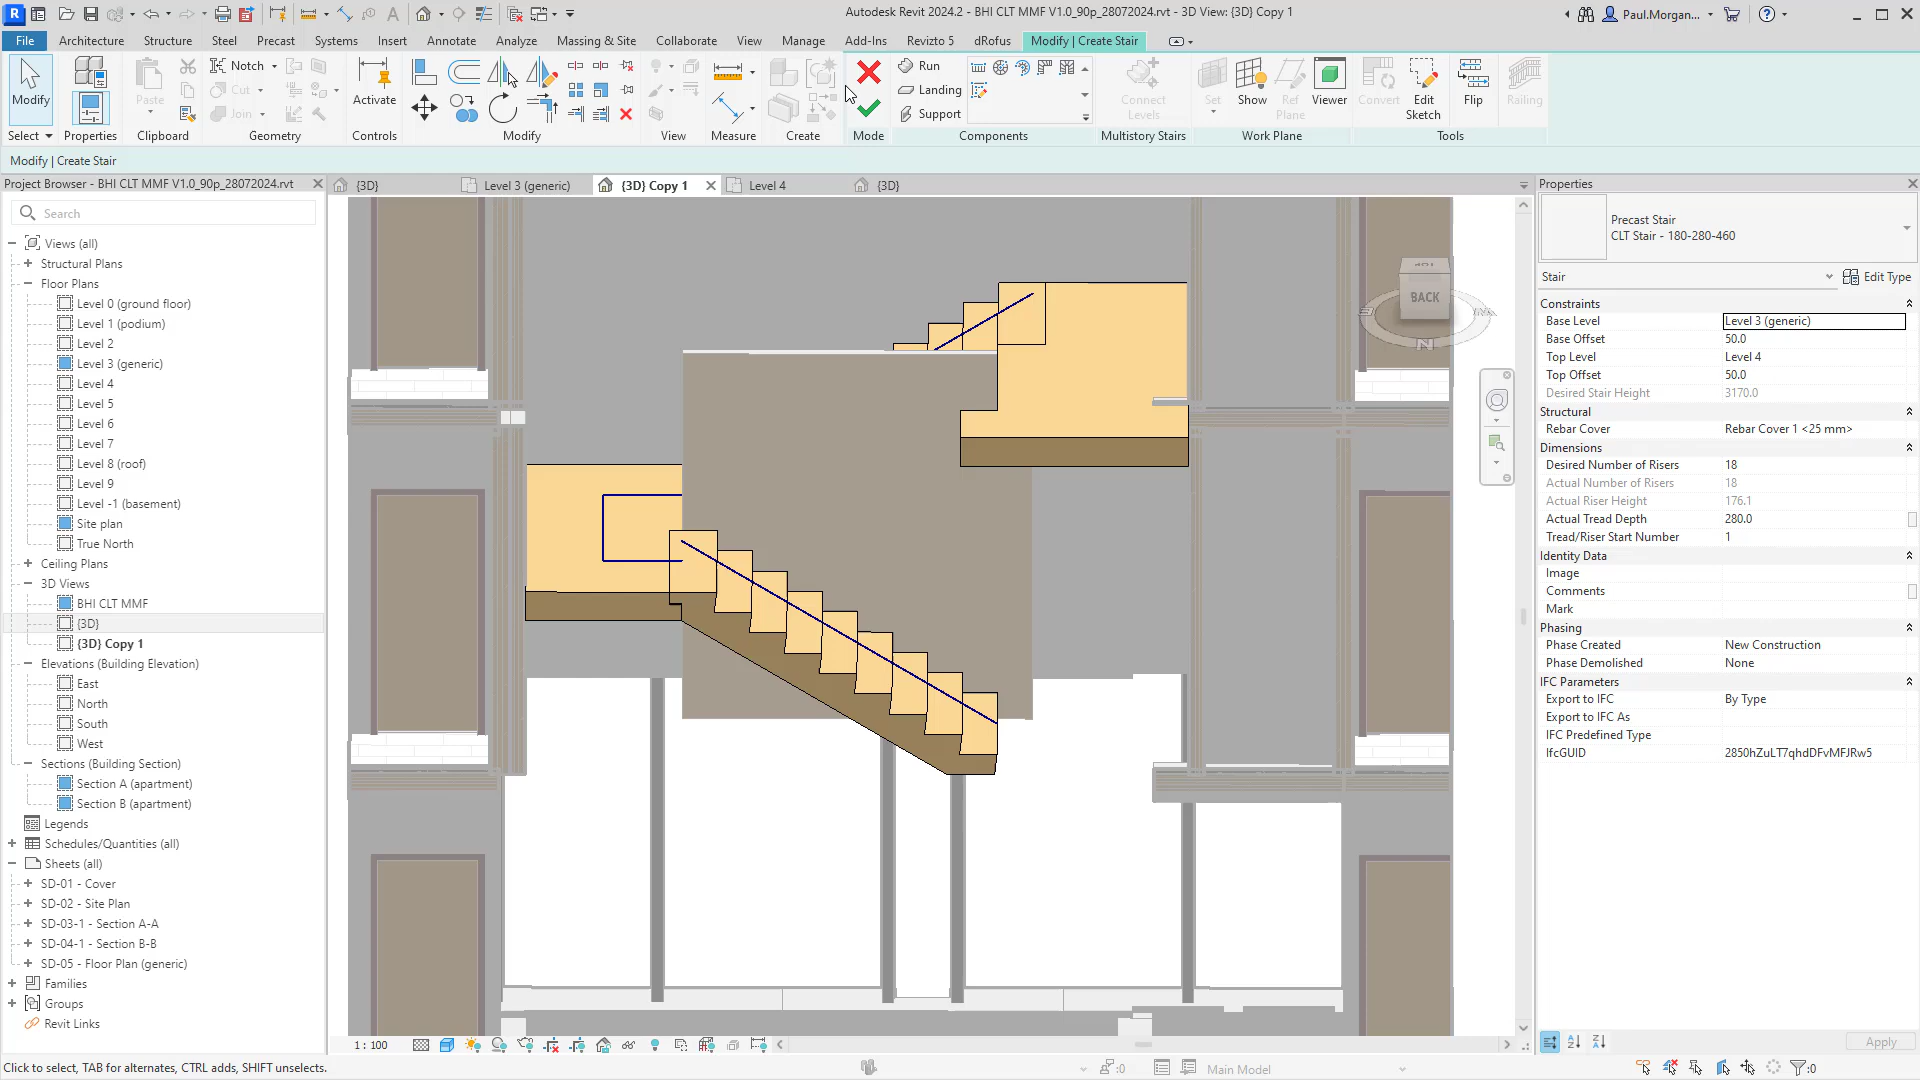 Autodesk Revit 2024.2 - BHI CLT MMF V1.0_90p_28072024.rvt - 3D View: {3D} Copy 1
Paul.Morgan...
File Architecture Structure Steel Precast Systems Insert Annotate Analyze Massing & Site Collaborate View Manage Add-Ins Revizto 5 dRofus Modify | Create Stair
Modify
Select
Properties
Paste
Clipboard
Notch
Cut
Join
Geometry
Activate
Controls
Modify
View
Measure
Create
Mode
Run
Landing
Support
Components
Connect Levels
Multistory Stairs
Set
Show
Ref Plane
Viewer
Work Plane
Convert
Edit Sketch
Flip
Railing
Tools
Modify | Create Stair
Project Browser - BHI CLT MMF V1.0_90p_28072024.rvt
Search
Views (all)
Structural Plans
Floor Plans
Level 0 (ground floor)
Level 1 (podium)
Level 2
Level 3 (generic)
Level 4
Level 5
Level 6
Level 7
Level 8 (roof)
Level 9
Level -1 (basement)
Site plan
True North
Ceiling Plans
3D Views
BHI CLT MMF
{3D}
{3D} Copy 1
Elevations (Building Elevation)
East
North
South
West
Sections (Building Section)
Section A (apartment)
Section B (apartment)
Legends
Schedules/Quantities (all)
Sheets (all)
SD-01 - Cover
SD-02 - Site Plan
SD-03-1 - Section A-A
SD-04-1 - Section B-B
SD-05 - Floor Plan (generic)
Families
Groups
Revit Links
{3D} Level 3 (generic) {3D} Copy 1 Level 4 {3D}
BACK
N
1 : 100
Properties
Precast Stair
CLT Stair - 180-280-460
Stair Edit Type
Constraints
Base Level Level 3 (generic)
Base Offset 50.0
Top Level Level 4
Top Offset 50.0
Desired Stair Height 3170.0
Structural
Rebar Cover Rebar Cover 1 <25 mm>
Dimensions
Desired Number of Risers 18
Actual Number of Risers 18
Actual Riser Height 176.1
Actual Tread Depth 280.0
Tread/Riser Start Number 1
Identity Data
Image
Comments
Mark
Phasing
Phase Created New Construction
Phase Demolished None
IFC Parameters
Export to IFC By Type
Export to IFC As
IFC Predefined Type
IfcGUID 2850hZuLT7qhdDFvMFJRw5
Apply
Click to select, TAB for alternates, CTRL adds, SHIFT unselects.
:0
Main Model
:0